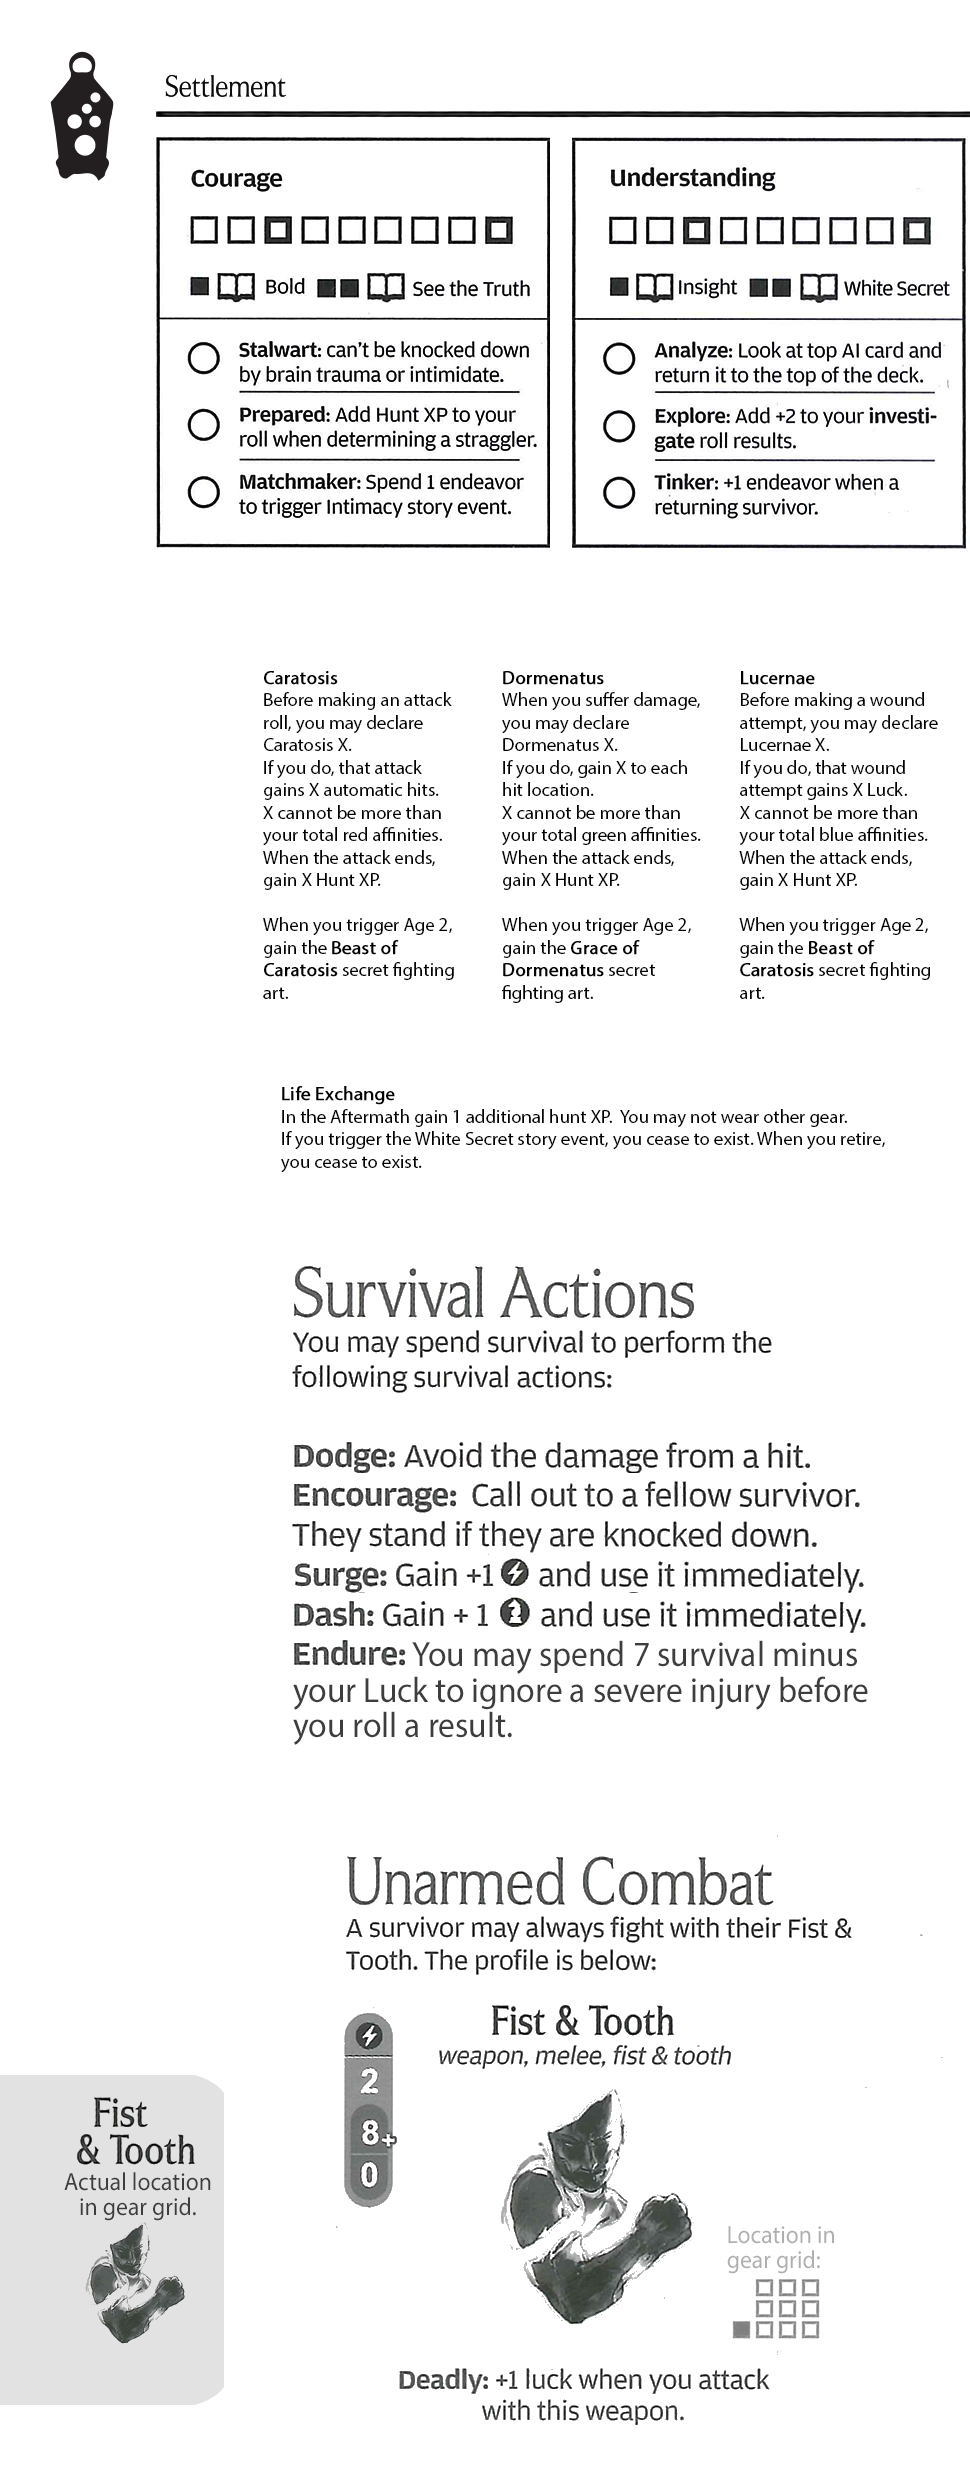 Settlement
Courage
Bold
See the Truth
Stalwart: can't be knocked down
by brain trauma or intimidate.
Prepared: Add Hunt XP to your
roll when determining a straggler.
Matchmaker: Spend 1 endeavor
to trigger Intimacy story event.
Understanding
Insight
White Secret
Analyze: Look at top AI card and
return it to the top of the deck.
Explore: Add +2 to your investi-
gate roll results.
Tinker: +1 endeavor when a
returning survivor.
Caratosis
Before making an attack
roll, you may declare
Caratosis X.
If you do, that attack
gains X automatic hits.
X cannot be more than
your total red affinities.
When the attack ends,
gain X Hunt XP.
When you trigger Age 2,
gain the Beast of
Caratosis secret fighting
art.
Dormenatus
When you suffer damage,
you may declare
Dormenatus X.
If you do, gain X to each
hit location.
X cannot be more than
your total green affinities.
When the attack ends,
gain X Hunt XP.
When you trigger Age 2,
gain the Grace of
Dormenatus secret
fighting art.
Lucernae
Before making a wound
attempt, you may declare
Lucernae X.
If you do, that wound
attempt gains X Luck.
X cannot be more than
your total blue affinities.
When the attack ends,
gain X Hunt XP.
When you trigger Age 2,
gain the Beast of
Caratosis secret fighting
art.
Life Exchange
In the Aftermath gain 1 additional hunt XP. You may not wear other gear.
If you trigger the White Secret story event, you cease to exist. When you retire,
you cease to exist.
Survival Actions
You may spend survival to perform the
following survival actions:
Dodge: Avoid the damage from a hit.
Encourage: Call out to a fellow survivor.
They stand if they are knocked down.
Surge: Gain +1 and use it immediately.
Dash: Gain + 1 and use it immediately.
Endure: You may spend 7 survival minus
your Luck to ignore a severe injury before
you roll a result.
Unarmed Combat
A survivor may always fight with their Fist &
Tooth. The profile is below:
Fist & Tooth
weapon, melee, fist & tooth
2
8+
0
Fist
& Tooth
Actual location
in gear grid.
Location in
gear grid:
Deadly: +1 luck when you attack
with this weapon.